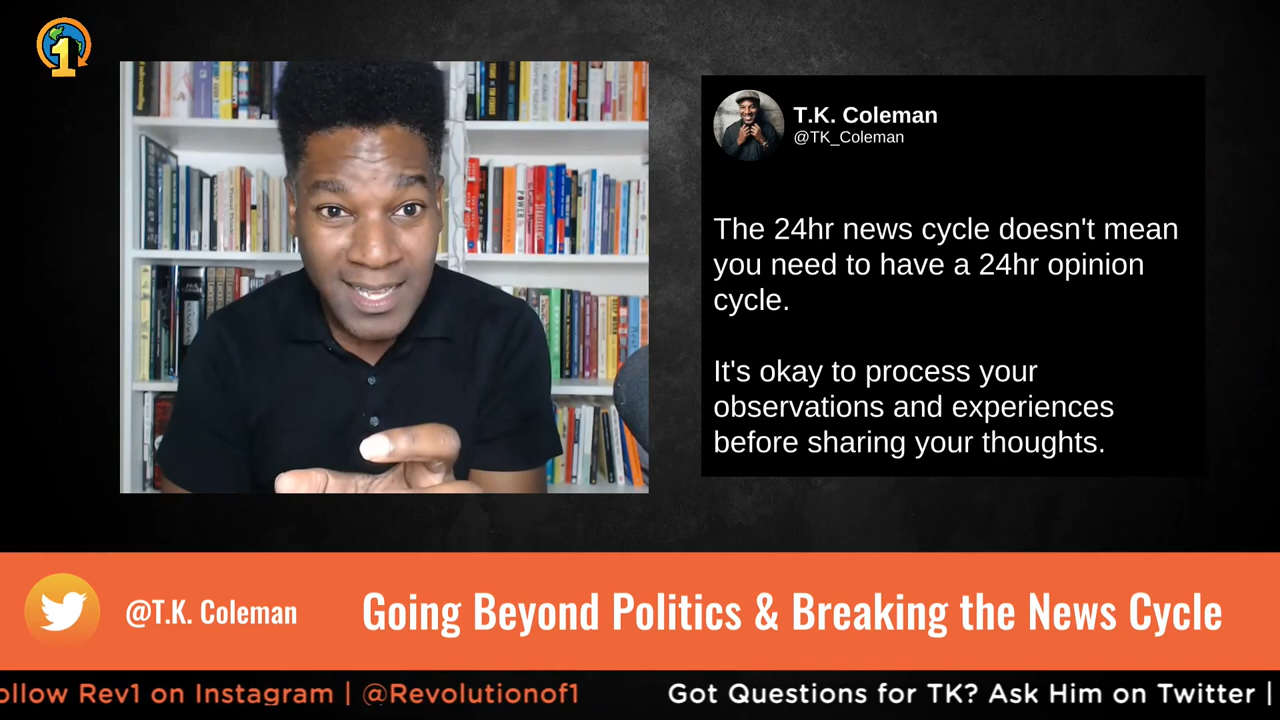 1
T.K. Coleman
@TK_Coleman
The 24hr news cycle doesn't mean
you need to have a 24hr opinion
cycle.
It's okay to process your
observations and experiences
before sharing your thoughts.
POWER
@T.K. Coleman
Going Beyond Politics & Breaking the News Cycle
ollow Rev1 on Instagram | @Revolutionof1
Got Questions for TK? Ask Him on Twitter |